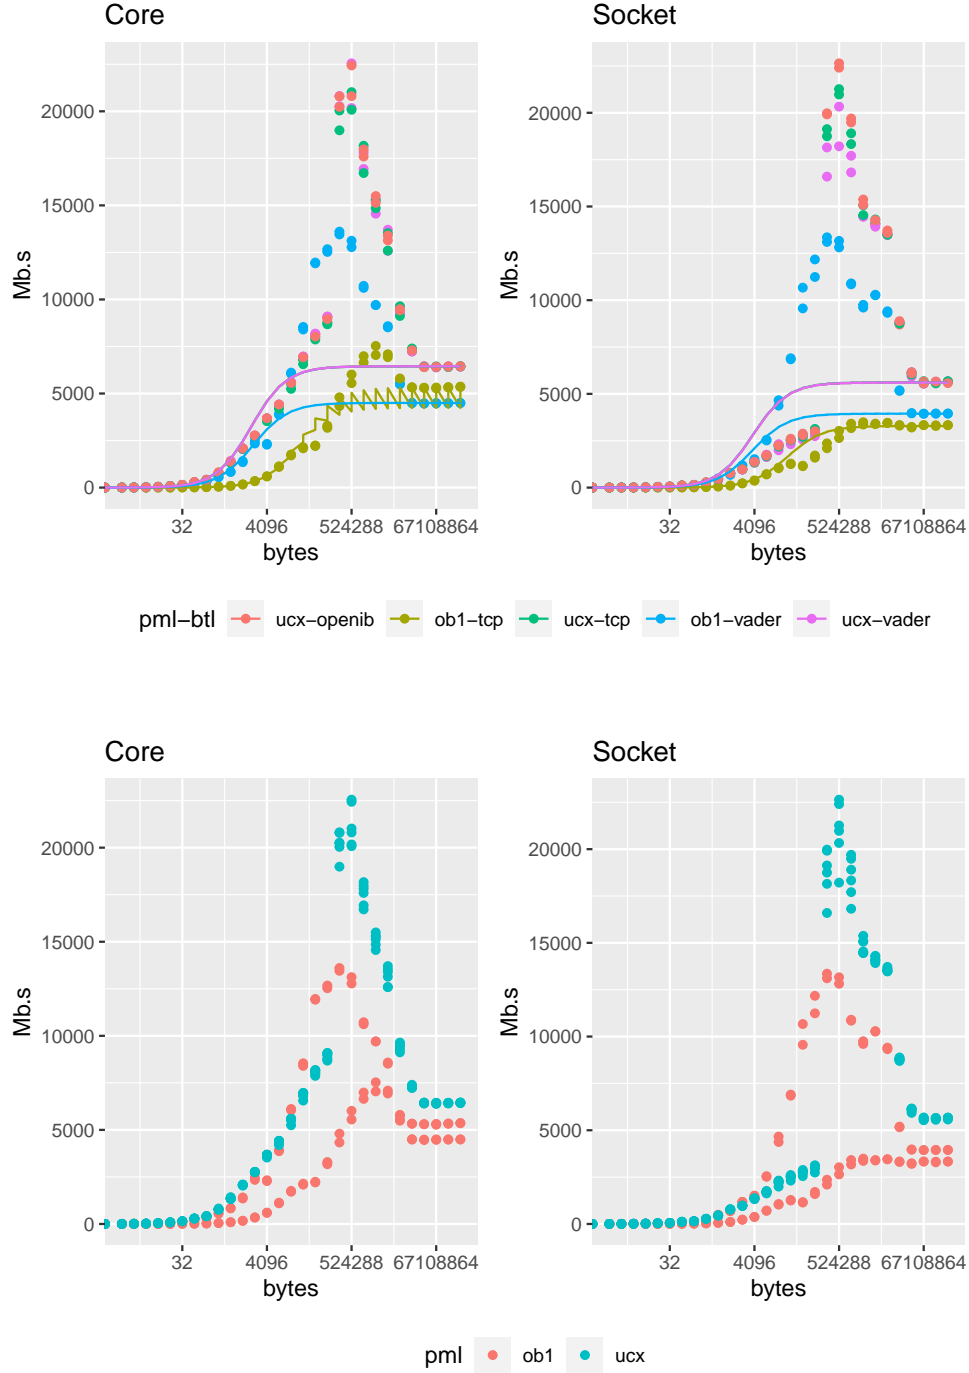 Core Socket
20000 20000
15000 15000
Mb.s Mb.s
10000 10000
5000 5000
0 0
32 4096 524288 67108864 32 4096 524288 67108864
bytes bytes
pml−btl ucx−openib ob1−tcp ucx−tcp ob1−vader ucx−vader
Core Socket
20000 20000
15000 15000
Mb.s Mb.s
10000 10000
5000 5000
0 0
32 4096 524288 67108864 32 4096 524288 67108864
bytes bytes
pml ob1 ucx